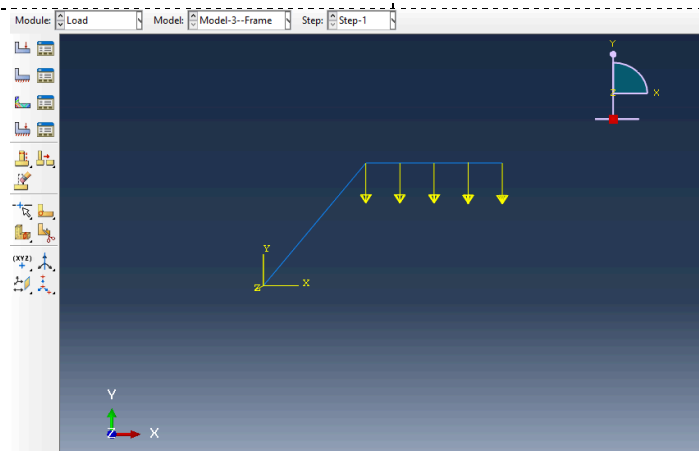 Module: Load Model: Model-3--Frame Step: Step-1
Y
Z X
Y
Z X
(XYZ)
Y
Z X